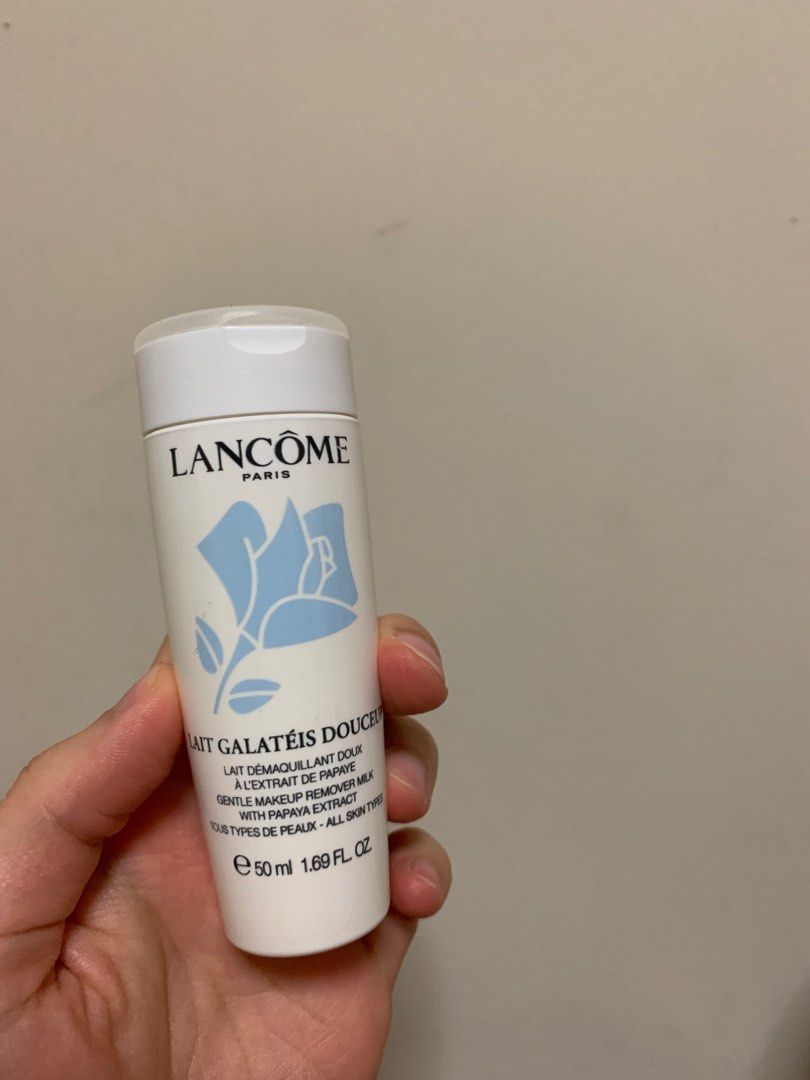 LANCÔME
PARIS
LAIT GALATÉIS DOUCEUR
LAIT DÉMAQUILLANT DOUX
À L'EXTRAIT DE PAPAYE
GENTLE MAKEUP REMOVER MILK
WITH PAPAYA EXTRACT
TOUS TYPES DE PEAUX - ALL SKIN TYPES
℮ 50 ml 1.69 FL. OZ.